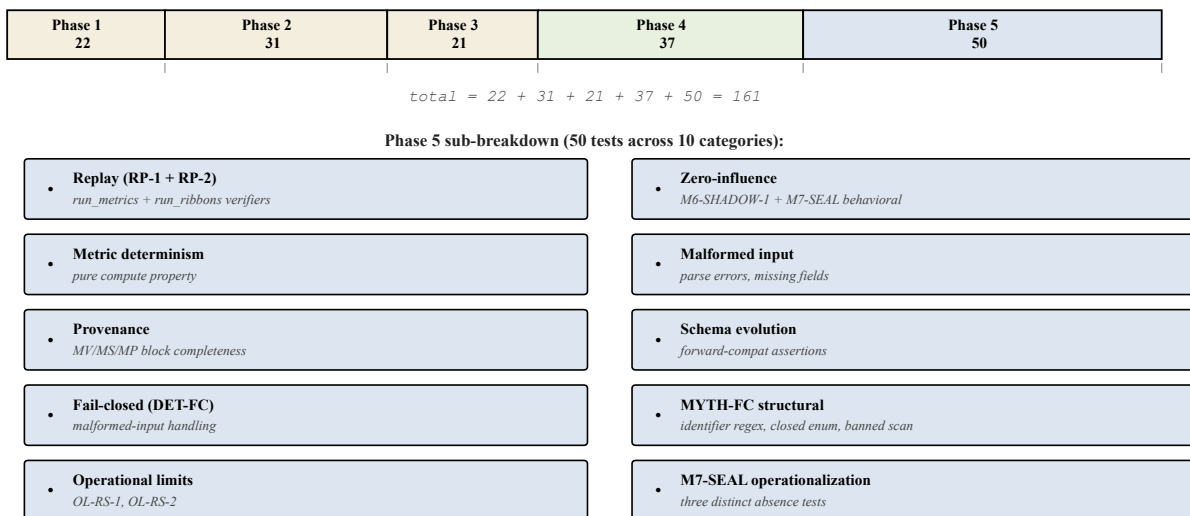 Phase 1
22
Phase 2
31
Phase 3
21
Phase 4
37
Phase 5
50
total = 22 + 31 + 21 + 37 + 50 = 161
Phase 5 sub-breakdown (50 tests across 10 categories):
• Replay (RP-1 + RP-2)
run_metrics + run_ribbons verifiers
• Zero-influence
M6-SHADOW-1 + M7-SEAL behavioral
• Metric determinism
pure compute property
• Malformed input
parse errors, missing fields
• Provenance
MV/MS/MP block completeness
• Schema evolution
forward-compat assertions
• Fail-closed (DET-FC)
malformed-input handling
• MYTH-FC structural
identifier regex, closed enum, banned scan
• Operational limits
OL-RS-1, OL-RS-2
• M7-SEAL operationalization
three distinct absence tests